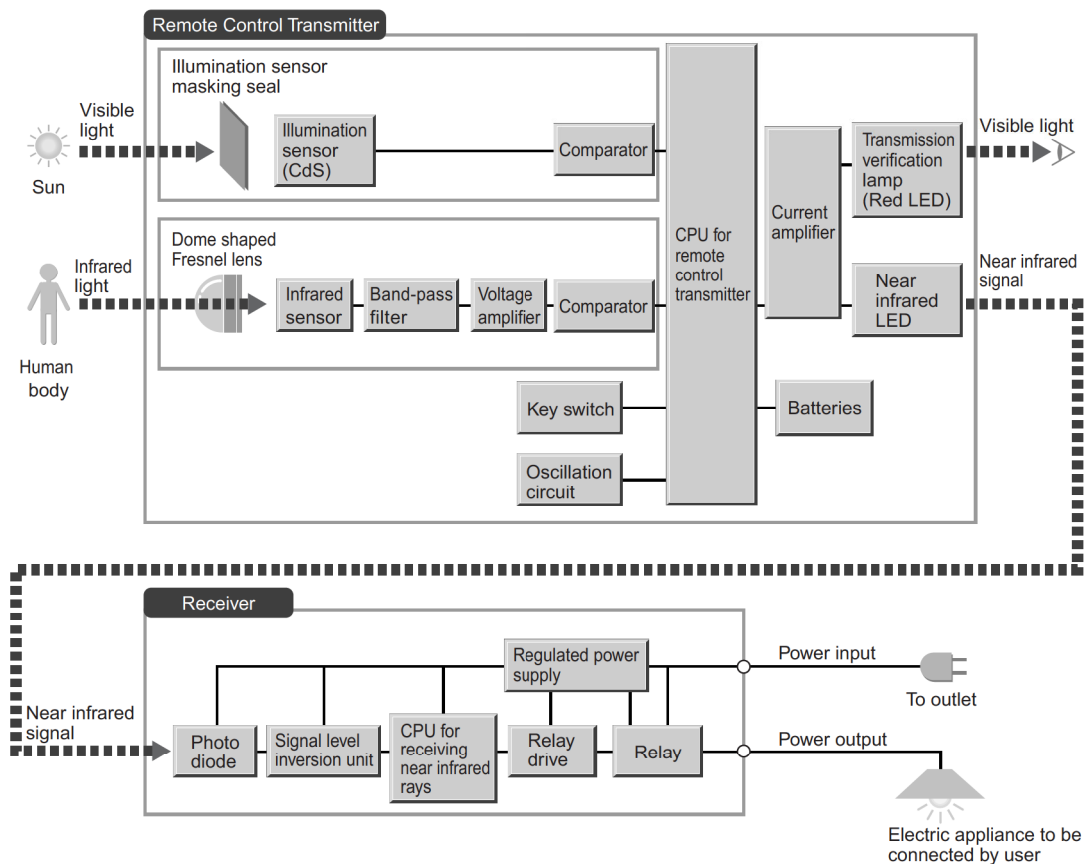 Remote Control Transmitter
Illumination sensor
masking seal
Visible
light
Sun
Illumination
sensor
(CdS)
Comparator
Dome shaped
Fresnel lens
Infrared
light
Human
body
Infrared
sensor
Band-pass
filter
Voltage
amplifier
Comparator
CPU for
remote
control
transmitter
Key switch
Oscillation
circuit
Current
amplifier
Transmission
verification
lamp
(Red LED)
Visible light
Near
infrared
LED
Near infrared
signal
Batteries
Receiver
Near infrared
signal
Photo
diode
Signal level
inversion unit
CPU for
receiving
near infrared
rays
Regulated power
supply
Relay
drive
Relay
Power input
To outlet
Power output
Electric appliance to be
connected by user